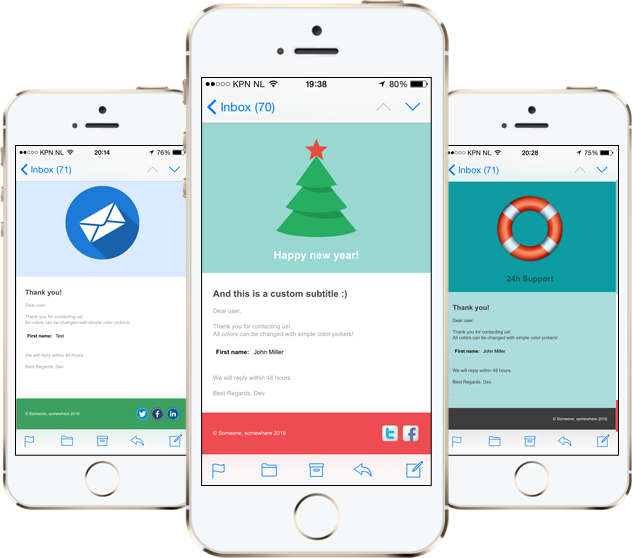 KPN NL 20:14 76%
Inbox (71)
Thank you!
Dear user,
Thank you for contacting us!
All colors can be changed with simple color pickers!
First name: Test
We will reply within 48 hours.
Best Regards, Dev
© Someone, somewhere 2016
KPN NL 19:38 80%
Inbox (70)
Happy new year!
And this is a custom subtitle :)
Dear user,
Thank you for contacting us!
All colors can be changed with simple color pickers!
First name: John Miller
We will reply within 48 hours.
Best Regards, Dev
© Someone, somewhere 2016
KPN NL 20:28 75%
Inbox (71)
24h Support
Thank you!
Dear user,
Thank you for contacting us!
All colors can be changed with simple color pickers!
First name: John Miller
We will reply within 48 hours.
Best Regards, Dev
© Someone, somewhere 2016